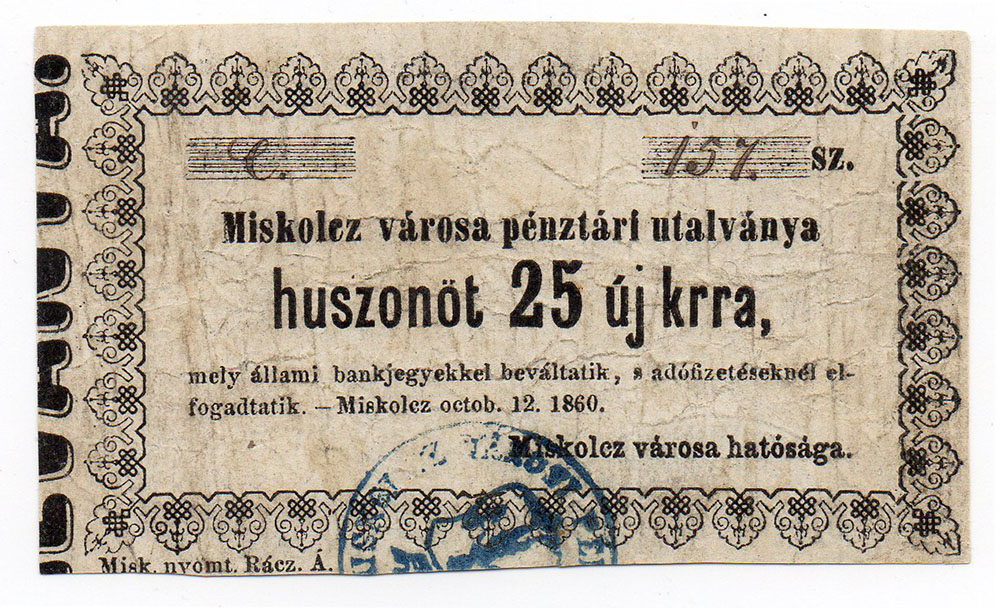 C. 157. SZ.
Miskolcz városa pénztári utalványa
huszonöt 25 új krra,
mely állami bankjegyekkel beváltatik, s adófizetéseknél el-
fogadtatik. – Miskolcz octob. 12. 1860.
Miskolcz városa hatósága.
Misk. nyomt. Rácz. Á.